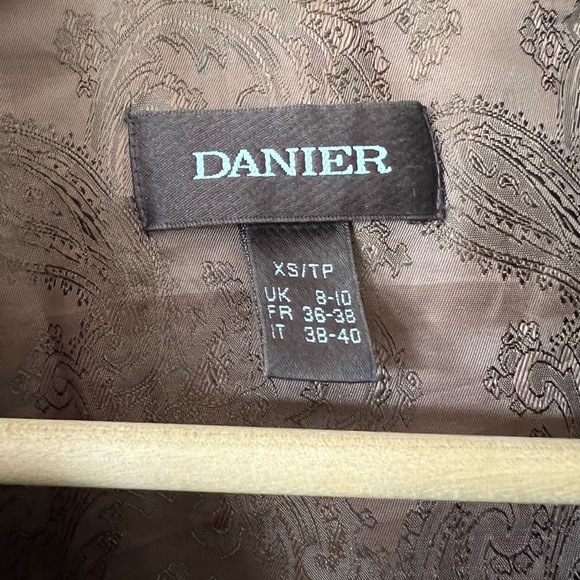 DANIER
XS/TP
UK 8-10
FR 36-38
IT 38-40